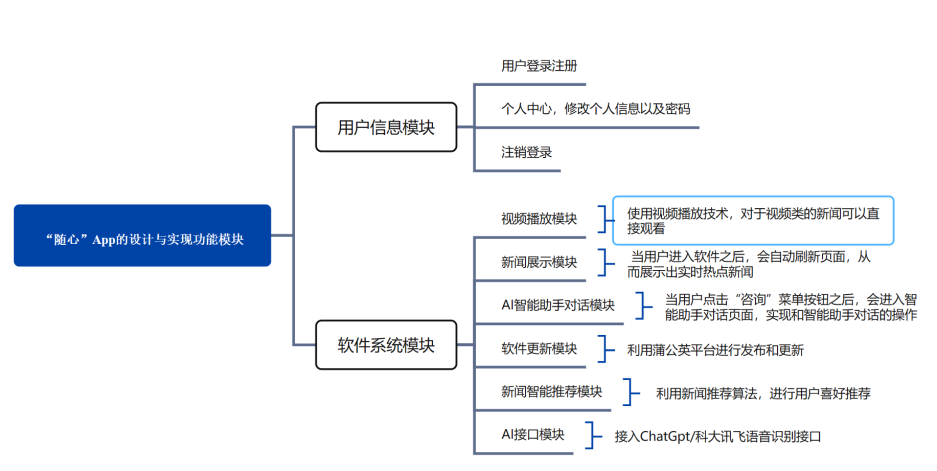 “随心”App的设计与实现功能模块
用户信息模块
用户登录注册
个人中心，修改个人信息以及密码
注销登录
软件系统模块
视频播放模块
使用视频播放技术，对于视频类的新闻可以直
接观看
新闻展示模块
当用户进入软件之后，会自动刷新页面，从
而展示出实时热点新闻
AI智能助手对话模块
当用户点击“咨询”菜单按钮之后，会进入智
能助手对话页面，实现和智能助手对话的操作
软件更新模块
利用蒲公英平台进行发布和更新
新闻智能推荐模块
利用新闻推荐算法，进行用户喜好推荐
AI接口模块
接入ChatGpt/科大讯飞语音识别接口